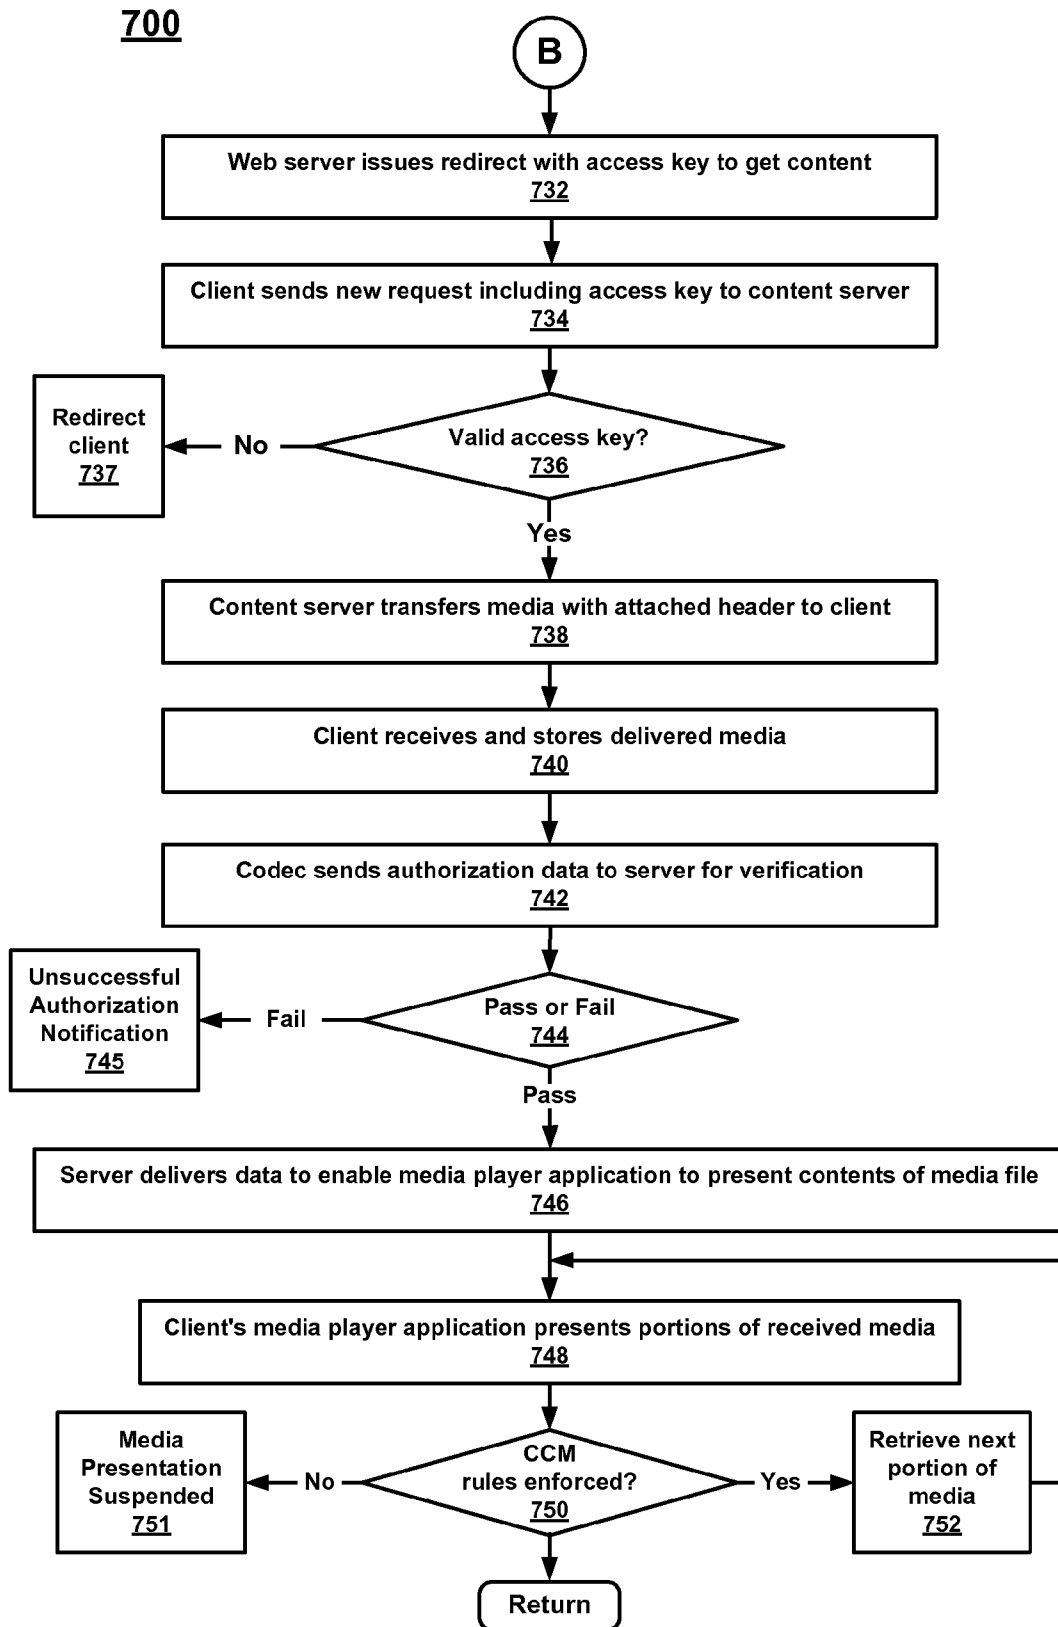 700
B
Web server issues redirect with access key to get content
732
Client sends new request including access key to content server
734
Redirect
client
737
No
Valid access key?
736
Yes
Content server transfers media with attached header to client
738
Client receives and stores delivered media
740
Codec sends authorization data to server for verification
742
Unsuccessful
Authorization
Notification
745
Fail
Pass or Fail
744
Pass
Server delivers data to enable media player application to present contents of media file
746
Client's media player application presents portions of received media
748
Media
Presentation
Suspended
751
No
CCM
rules enforced?
750
Yes
Retrieve next
portion of
media
752
Return